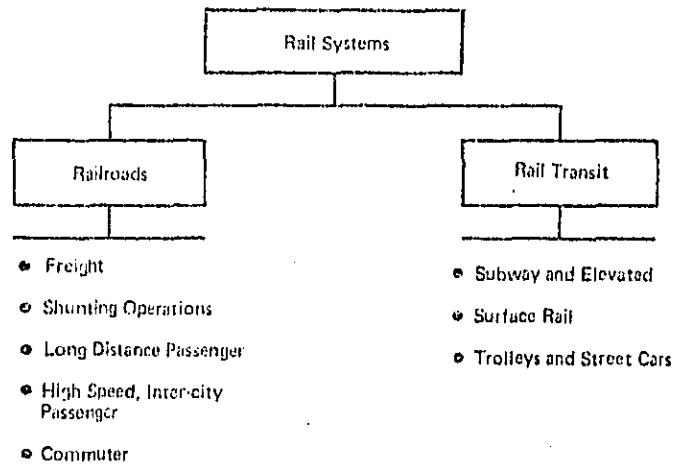 Rail Systems
Railroads
Rail Transit
• Freight
• Shunting Operations
• Long Distance Passenger
• High Speed, Inter-city
Passenger
• Commuter
• Subway and Elevated
• Surface Rail
• Trolleys and Street Cars